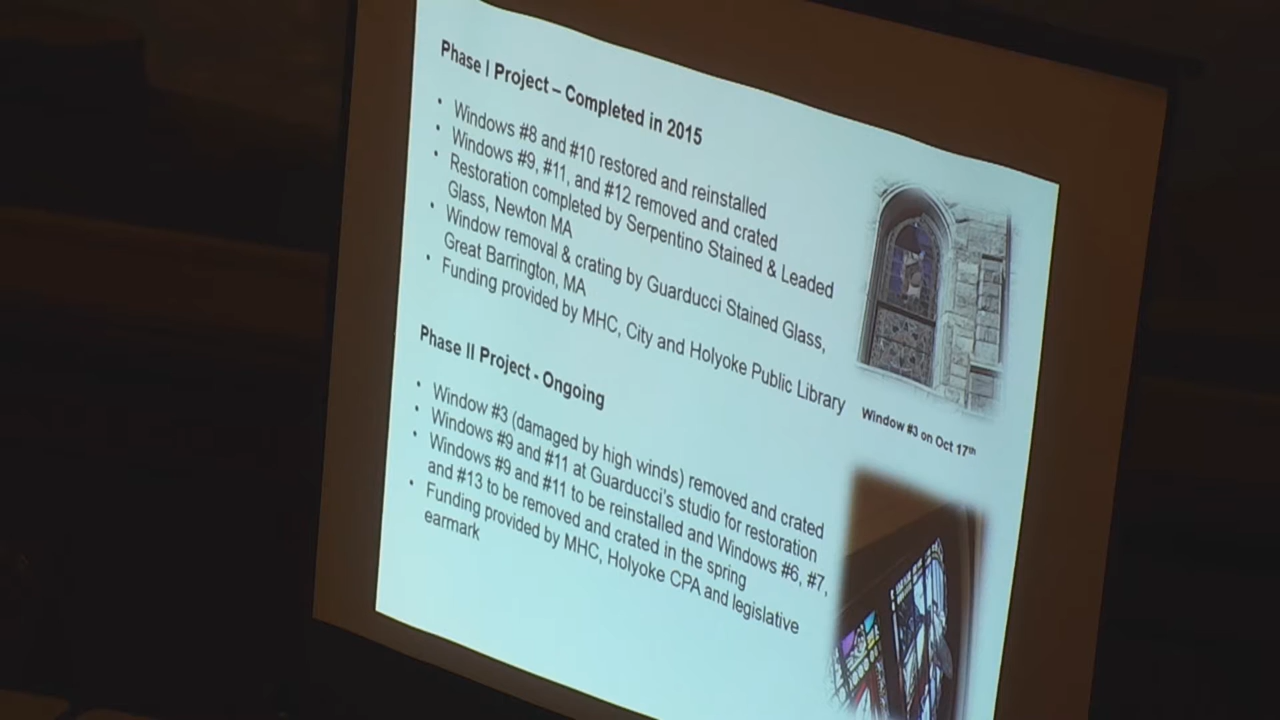 Phase I Project – Completed in 2015
• Windows #8 and #10 restored and reinstalled
• Windows #9, #11, and #12 removed and crated
• Restoration completed by Serpentino Stained & Leaded
Glass, Newton MA
• Window removal & crating by Guarducci Stained Glass,
Great Barrington, MA
• Funding provided by MHC, City and Holyoke Public Library
Window #3 on Oct 17th
Phase II Project - Ongoing
• Window #3 (damaged by high winds) removed and crated
• Windows #9 and #11 at Guarducci's studio for restoration
• Windows #9 and #11 to be reinstalled and Windows #6, #7,
and #13 to be removed and crated in the spring
• Funding provided by MHC, Holyoke CPA and legislative
earmark